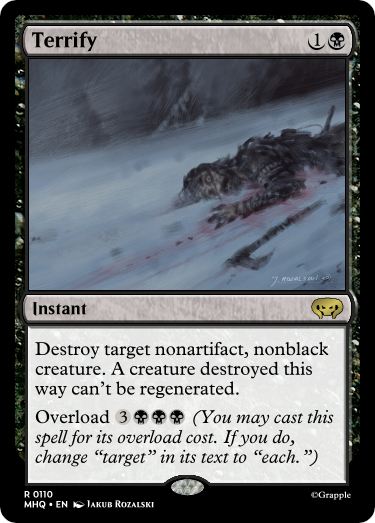 Terrify 1
Instant
Destroy target nonartifact, nonblack
creature. A creature destroyed this
way can't be regenerated.
Overload 3 (You may cast this
spell for its overload cost. If you do,
change “target” in its text to “each.”)
R 0110
MHQ • EN Jakub Rozalski
©Grapple